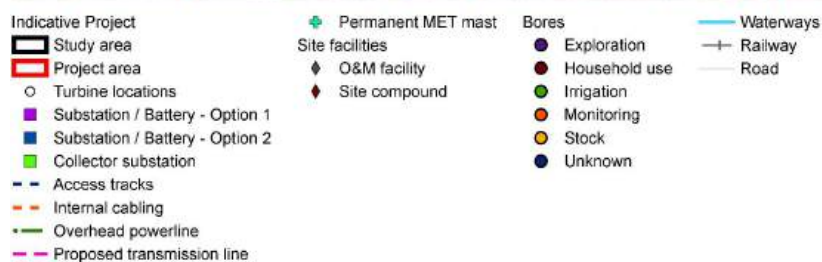 Indicative Project
Study area
Project area
Turbine locations
Substation / Battery - Option 1
Substation / Battery - Option 2
Collector substation
Access tracks
Internal cabling
Overhead powerline
Proposed transmission line
Permanent MET mast
Site facilities
O&M facility
Site compound
Bores
Exploration
Household use
Irrigation
Monitoring
Stock
Unknown
Waterways
Railway
Road